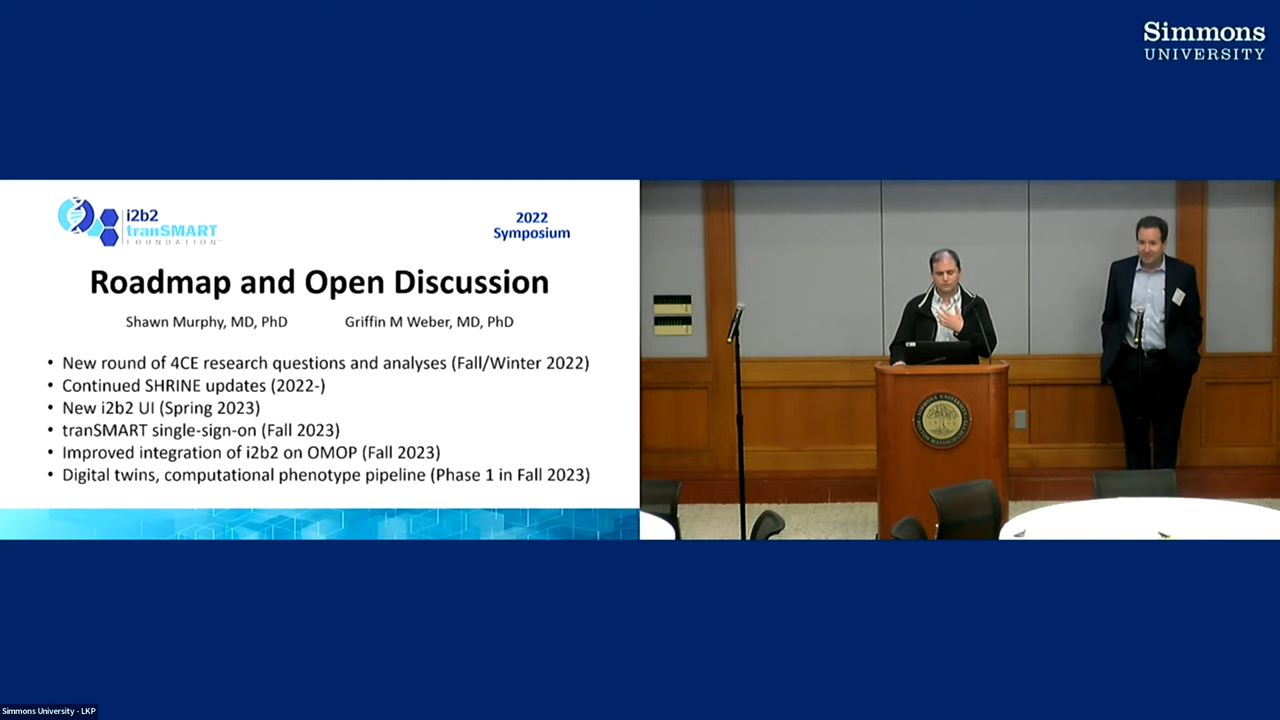 Simmons
UNIVERSITY
i2b2
tranSMART
FOUNDATION
2022
Symposium
Roadmap and Open Discussion
Shawn Murphy, MD, PhD Griffin M Weber, MD, PhD
• New round of 4CE research questions and analyses (Fall/Winter 2022)
• Continued SHRINE updates (2022-)
• New i2b2 UI (Spring 2023)
• tranSMART single-sign-on (Fall 2023)
• Improved integration of i2b2 on OMOP (Fall 2023)
• Digital twins, computational phenotype pipeline (Phase 1 in Fall 2023)
Simmons University - LKP